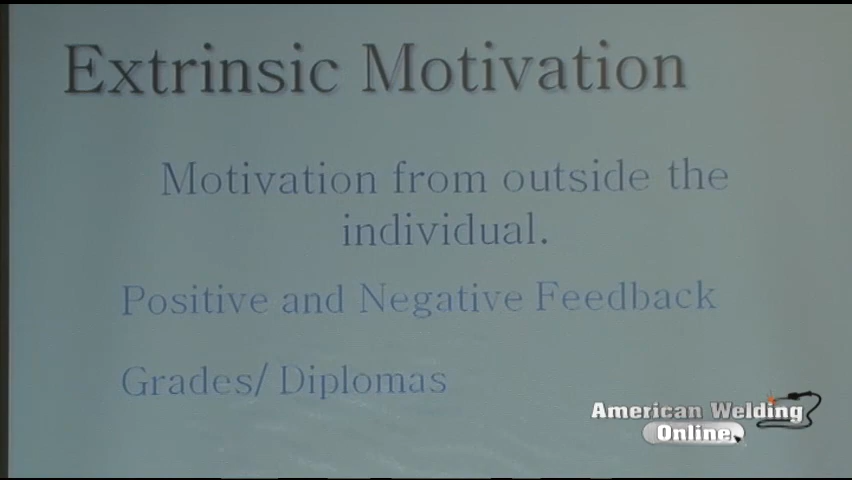 Extrinsic Motivation
Motivation from outside the
individual.
Positive and Negative Feedback
Grades/ Diplomas
American Welding
Online